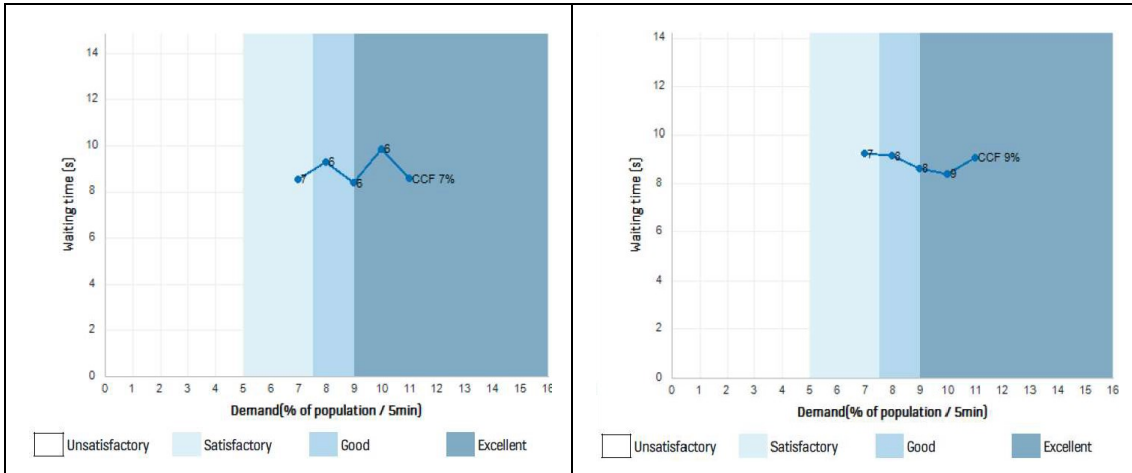 Waiting time (s)
14
12
10
8
6
4
2
0
7
6
6
6
CCF 7%
0 1 2 3 4 5 6 7 8 9 10 11 12 13 14 15 16
Demand(% of population / 5min)
Unsatisfactory Satisfactory Good Excellent
Waiting time (s)
14
12
10
8
6
4
2
0
7
8
8
9
CCF 9%
0 1 2 3 4 5 6 7 8 9 10 11 12 13 14 15 16
Demand(% of population / 5min)
Unsatisfactory Satisfactory Good Excellent